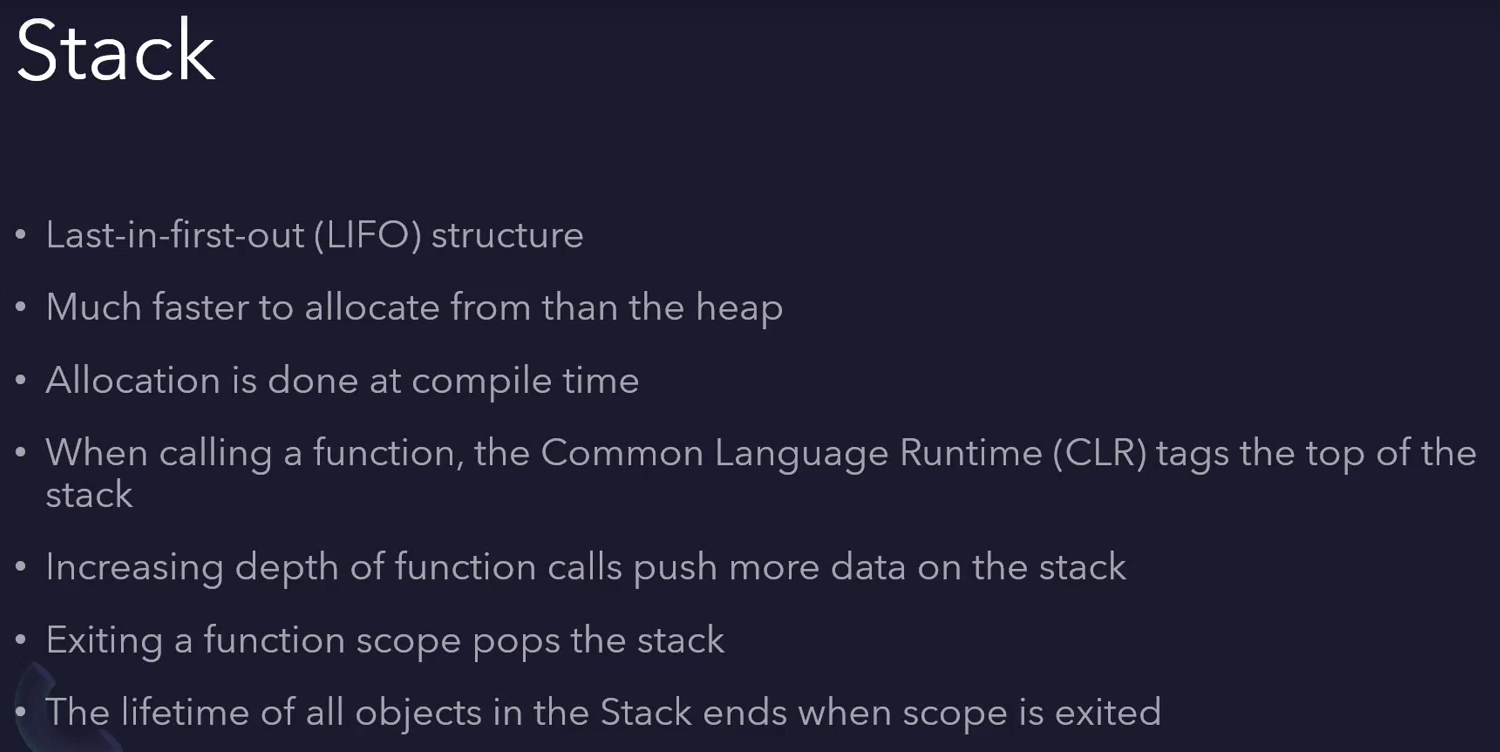 Stack
• Last-in-first-out (LIFO) structure
• Much faster to allocate from than the heap
• Allocation is done at compile time
• When calling a function, the Common Language Runtime (CLR) tags the top of the
stack
• Increasing depth of function calls push more data on the stack
• Exiting a function scope pops the stack
• The lifetime of all objects in the Stack ends when scope is exited